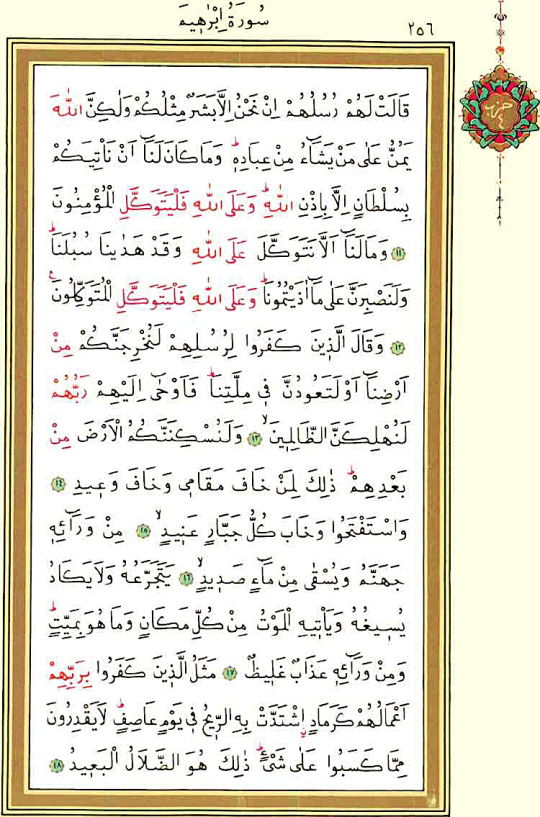 سُورَةُ اِبْرٰهِيمَ
٢٥٦
قَالَتْ لَهُمْ رُسُلُهُمْ اِنْ نَحْنُ اِلَّا بَشَرٌ مِثْلُكُمْ وَلٰكِنَّ اللّٰهَ
يَمُنُّ عَلٰى مَنْ يَشَٓاءُ مِنْ عِبَادِه۪ۜ وَمَا كَانَ لَنَٓا اَنْ نَأْتِيَكُمْ
بِسُلْطَانٍ اِلَّا بِاِذْنِ اللّٰهِۜ وَعَلَى اللّٰهِ فَلْيَتَوَكَّلِ الْمُؤْمِنُونَ
﴿١١﴾ وَمَا لَنَٓا اَلَّا نَتَوَكَّلَ عَلَى اللّٰهِ وَقَدْ هَدٰينَا سُبُلَنَاۜ
وَلَنَصْبِرَنَّ عَلٰى مَٓا اٰذَيْتُمُونَاۜ وَعَلَى اللّٰهِ فَلْيَتَوَكَّلِ الْمُتَوَكِّلُونَ۟
﴿١٢﴾ وَقَالَ الَّذ۪ينَ كَفَرُوا لِرُسُلِهِمْ لَنُخْرِجَنَّكُمْ مِنْ
اَرْضِنَٓا اَوْ لَتَعُودُنَّ ف۪ي مِلَّتِنَاۜ فَاَوْحٰٓى اِلَيْهِمْ رَبُّهُمْ
لَنُهْلِكَنَّ الظَّالِم۪ينَۙ ﴿١٣﴾ وَلَنُسْكِنَنَّكُمُ الْاَرْضَ مِنْ
بَعْدِهِمْۜ ذٰلِكَ لِمَنْ خَافَ مَقَام۪ي وَخَافَ وَع۪يدِ ﴿١٤﴾
وَاسْتَفْتَحُوا وَخَابَ كُلُّ جَبَّارٍ عَن۪يدٍۙ ﴿١٥﴾ مِنْ وَرَٓائِه۪
جَهَنَّمُ وَيُسْقٰى مِنْ مَٓاءٍ صَد۪يدٍۙ ﴿١٦﴾ يَتَجَرَّعُهُ وَلَا يَكَادُ
يُس۪يغُهُ وَيَأْت۪يهِ الْمَوْتُ مِنْ كُلِّ مَكَانٍ وَمَا هُوَ بِمَيِّتٍۜ
وَمِنْ وَرَٓائِه۪ عَذَابٌ غَل۪يظٌ ﴿١٧﴾ مَثَلُ الَّذ۪ينَ كَفَرُوا بِرَبِّهِمْ
اَعْمَالُهُمْ كَرَمَادٍۨ اشْتَدَّتْ بِهِ الرّ۪يحُ ف۪ي يَوْمٍ عَاصِفٍۜ لَا يَقْدِرُونَ
مِمَّا كَسَبُوا عَلٰى شَيْءٍۜ ذٰلِكَ هُوَ الضَّلَالُ الْبَع۪يدُ ﴿١٨﴾